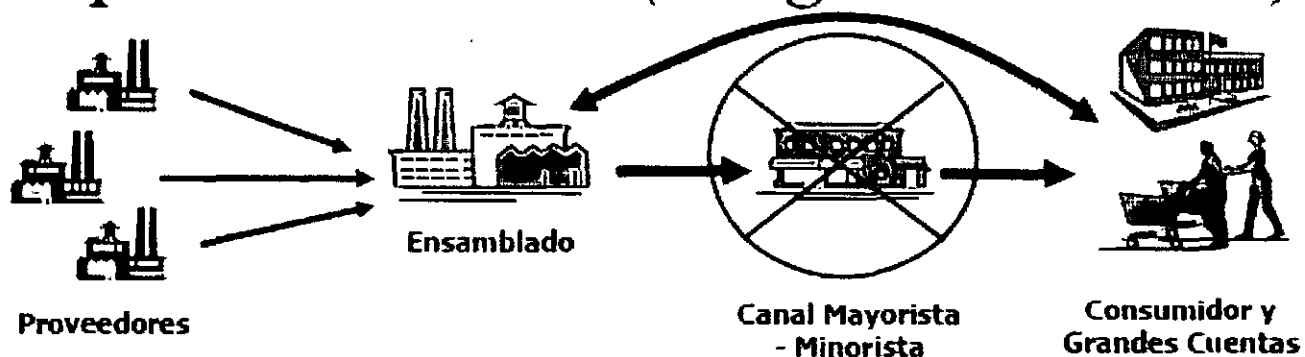 Ensamblado
Proveedores
Canal Mayorista
- Minorista
Consumidor y
Grandes Cuentas